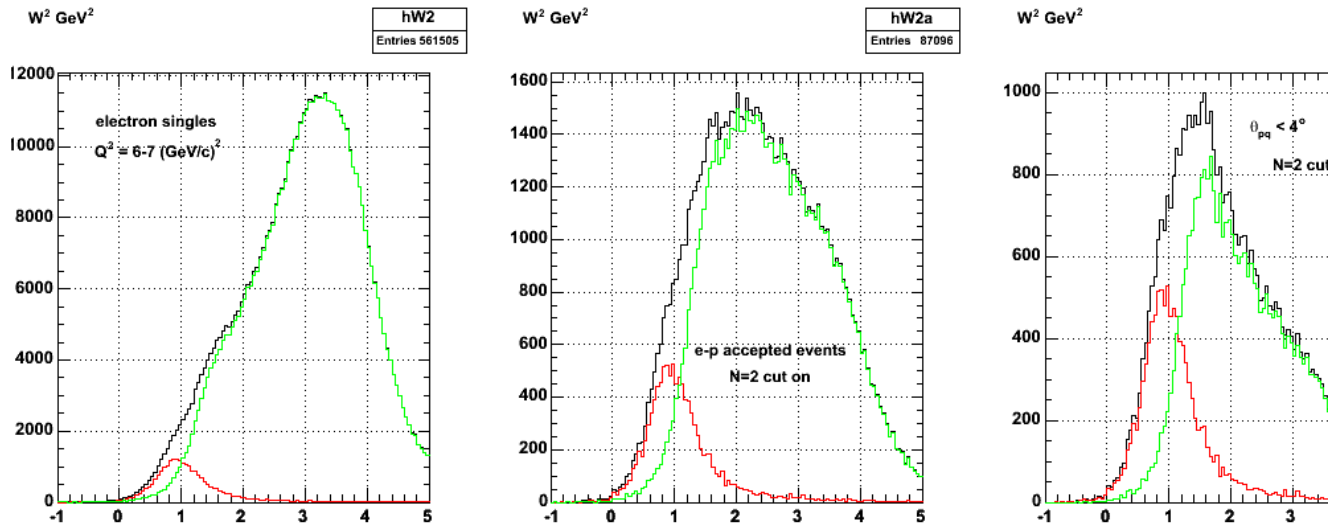 W² GeV²
hW2
Entries 561505
12000
10000
8000
6000
4000
2000
0
-1 0 1 2 3 4 5
electron singles
Q² = 6-7 (GeV/c)²
W² GeV²
hW2a
Entries 87096
1600
1400
1200
1000
800
600
400
200
0
-1 0 1 2 3 4 5
e-p accepted events
N=2 cut on
W² GeV²
1000
800
600
400
200
0
-1 0 1 2 3
θpq < 4°
N=2 cut